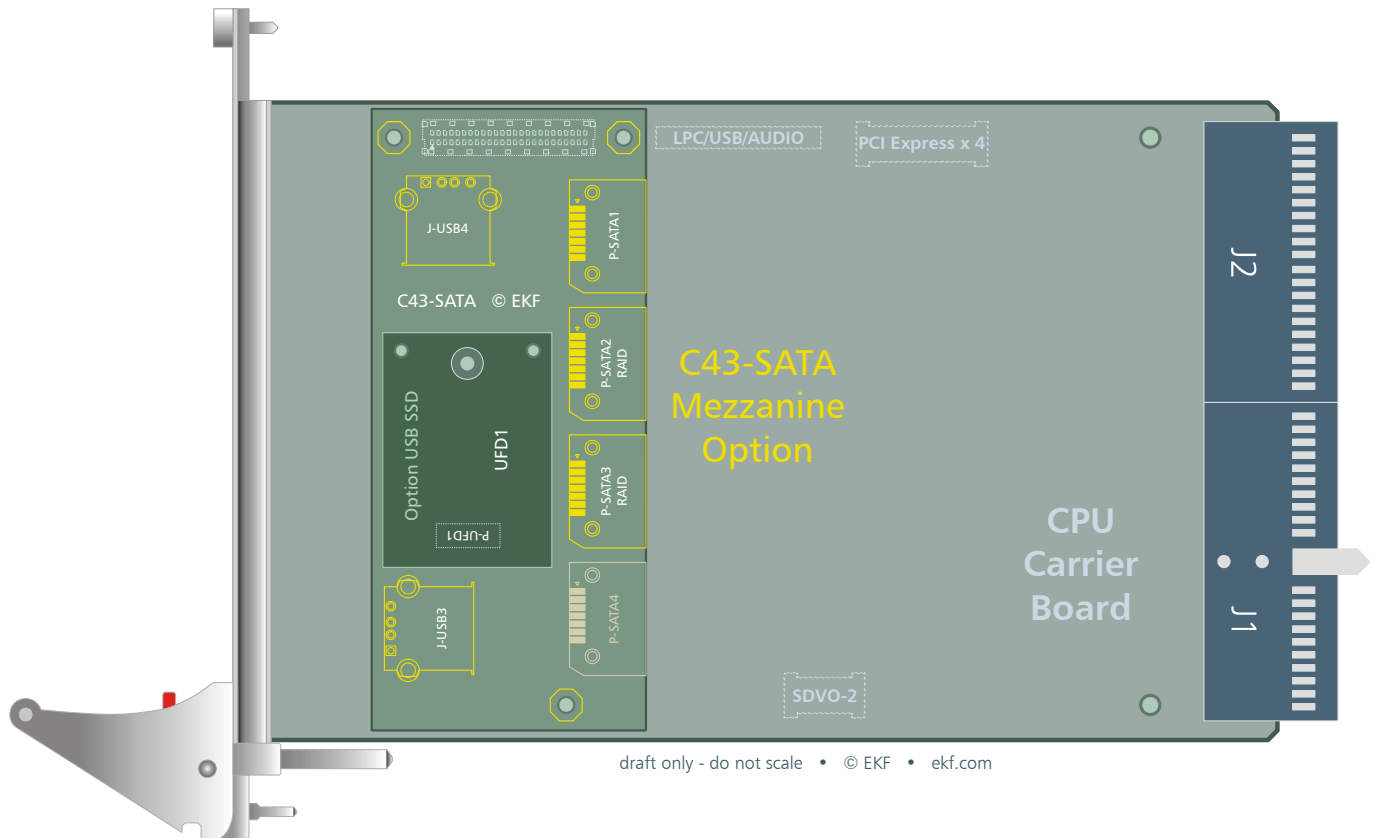 LPC/USB/AUDIO
PCI Express x 4
J-USB4
P-SATA1
J2
C43-SATA © EKF
P-SATA2
RAID
C43-SATA
Mezzanine
Option
Option USB SSD
UFD1
P-UFD1
P-SATA3
RAID
CPU
Carrier
Board
J-USB3
P-SATA4
J1
SDVO-2
draft only - do not scale • © EKF • ekf.com